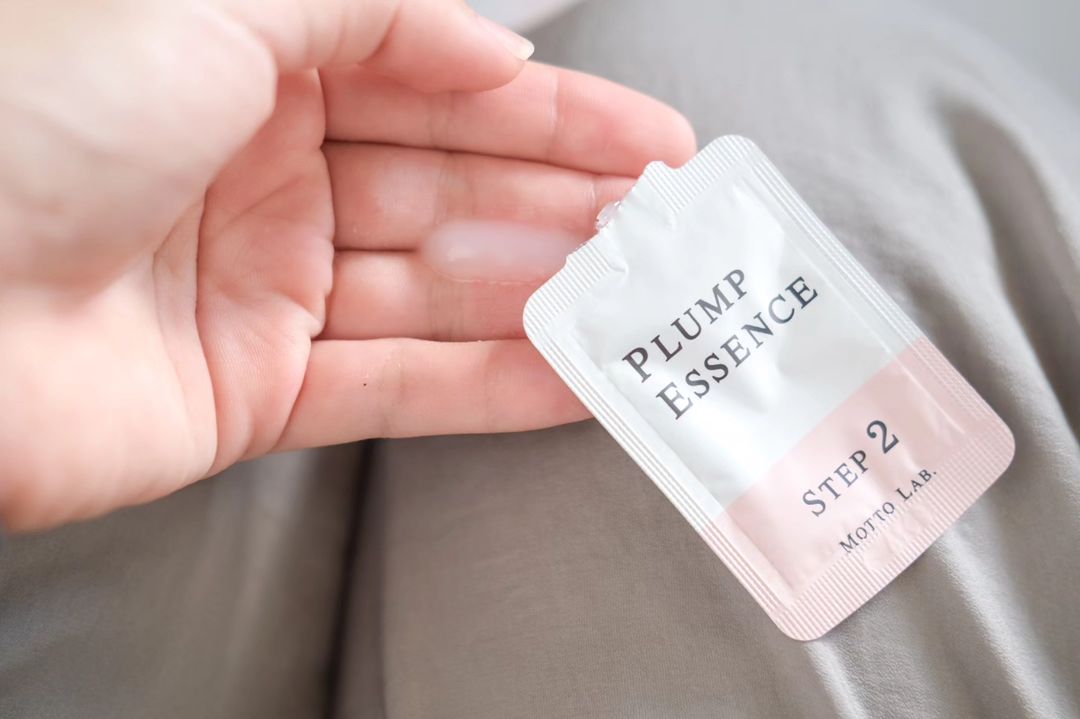 PLUMP
ESSENCE
STEP 2
MOTTO LAB.